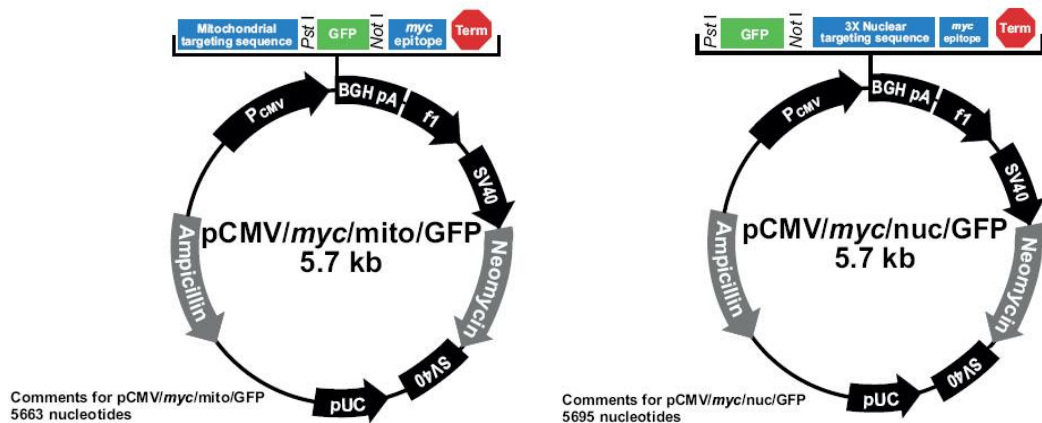 Mitochondrial
targeting sequence
Pst I
GFP
Not I
myc
epitope
Term
PCMV
BGH pA
f1
SV40
Neomycin
SV40
pUC
Ampicillin
pCMV/myc/mito/GFP
5.7 kb
Comments for pCMV/myc/mito/GFP
5663 nucleotides
Pst I
GFP
Not I
3X Nuclear
targeting sequence
myc
epitope
Term
PCMV
BGH pA
f1
SV40
Neomycin
SV40
pUC
Ampicillin
pCMV/myc/nuc/GFP
5.7 kb
Comments for pCMV/myc/nuc/GFP
5695 nucleotides